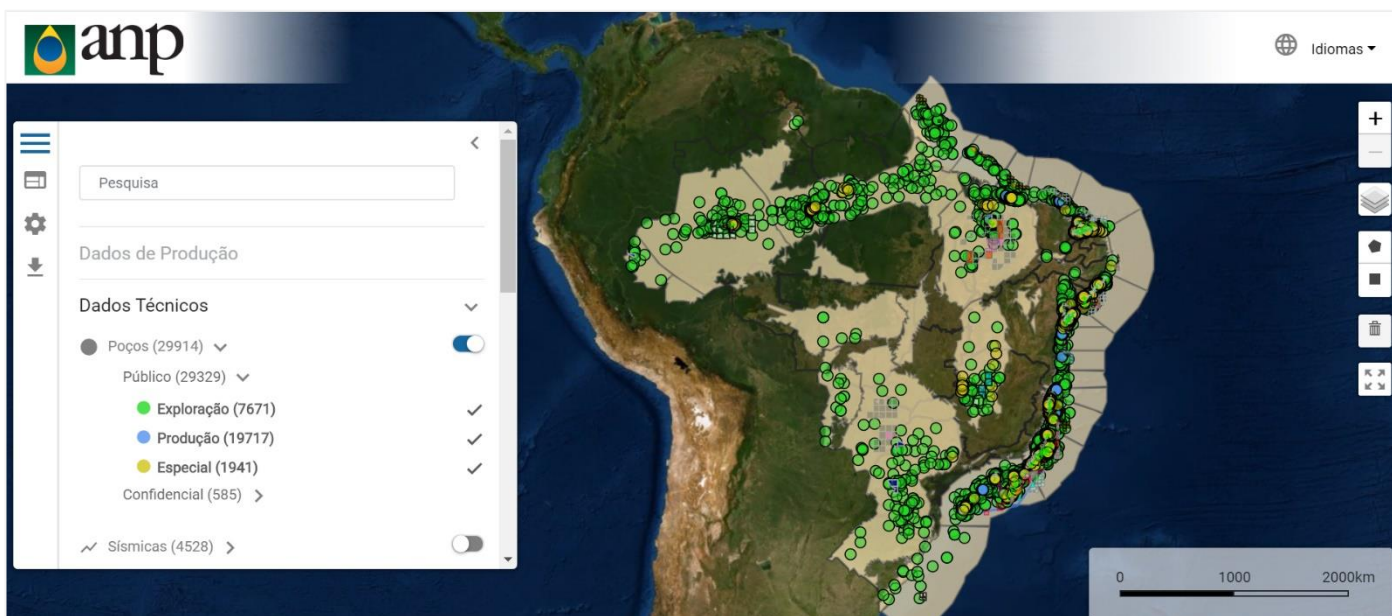 anp
Idiomas
Pesquisa
Dados de Produção
Dados Técnicos
Poços (29914)
Público (29329)
Exploração (7671)
Produção (19717)
Especial (1941)
Confidencial (585)
Sísmicas (4528)
0 1000 2000km